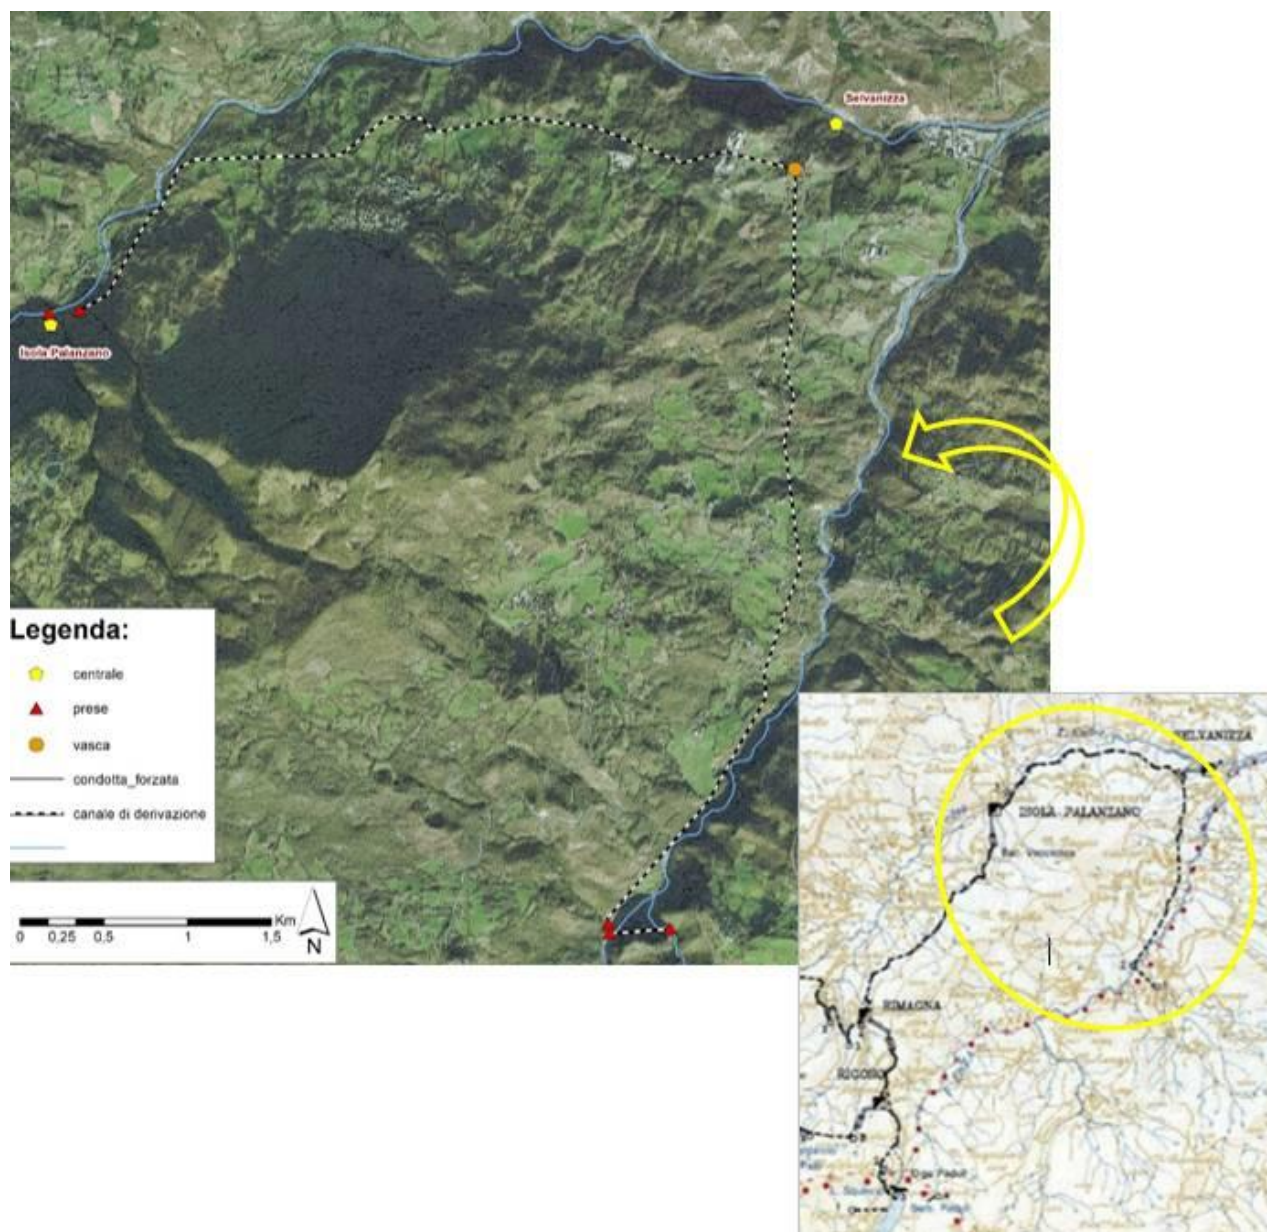 Selvanizza
Isola Palanzano
Legenda:
centrale
prese
vasca
condotta_forzata
canale di derivazione
Km
0 0,25 0,5 1 1,5
N
SELVANIZZA
ISOLA PALANZANO
RIMAGNA
RIGOSO